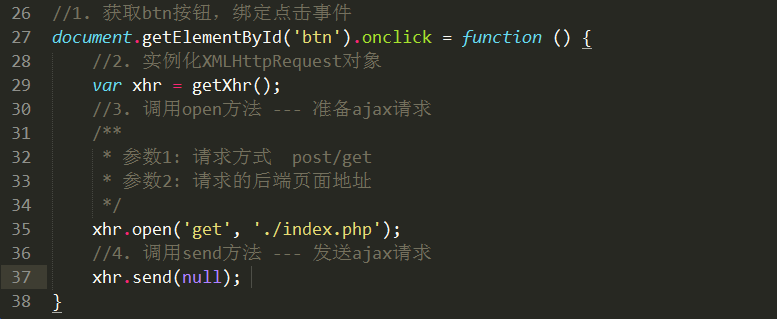 26 //1. 获取btn按钮，绑定点击事件
27 document.getElementById('btn').onclick = function () {
28     //2. 实例化XMLHttpRequest对象
29     var xhr = getXhr();
30     //3. 调用open方法 --- 准备ajax请求
31     /**
32      * 参数1: 请求方式  post/get
33      * 参数2: 请求的后端页面地址
34      */
35     xhr.open('get', './index.php');
36     //4. 调用send方法 --- 发送ajax请求
37     xhr.send(null);
38 }